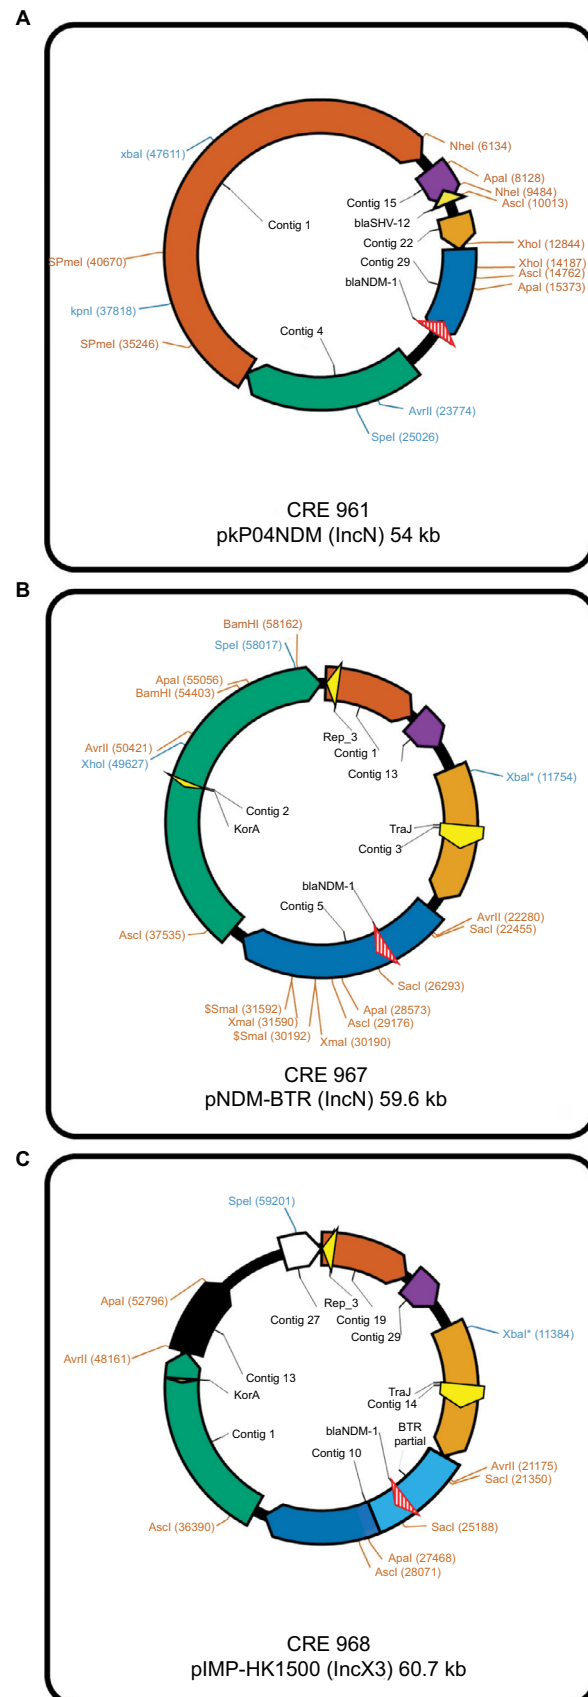 A
xbaI (47611)
NheI (6134)
ApaI (8128)
Contig 15
NheI (9484)
AscI (10013)
blaSHV-12
Contig 1
Contig 22
XhoI (12844)
Contig 29
SPmeI (40670)
XhoI (14187)
AscI (14762)
blaNDM-1
ApaI (15373)
kpnI (37818)
Contig 4
SPmeI (35246)
AvrII (23774)
SpeI (25026)
CRE 961
pkP04NDM (IncN) 54 kb
B
BamHI (58162)
SpeI (58017)
ApaI (55056)
BamHI (54403)
Rep_3
AvrII (50421)
Contig 1
XhoI (49627)
Contig 13
XbaI* (11754)
Contig 2
KorA
TraJ
Contig 3
blaNDM-1
Contig 5
AvrII (22280)
SacI (22455)
AscI (37535)
SacI (26293)
$SmaI (31592)
ApaI (28573)
XmaI (31590)
AscI (29176)
$SmaI (30192)
XmaI (30190)
CRE 967
pNDM-BTR (IncN) 59.6 kb
C
SpeI (59201)
ApaI (52796)
Rep_3
Contig 27
Contig 19
Contig 29
XbaI* (11384)
AvrII (48161)
Contig 13
TraJ
KorA
Contig 14
blaNDM-1
BTR
partial
Contig 1
Contig 10
AvrII (21175)
SacI (21350)
AscI (36390)
SacI (25188)
ApaI (27468)
AscI (28071)
CRE 968
pIMP-HK1500 (IncX3) 60.7 kb